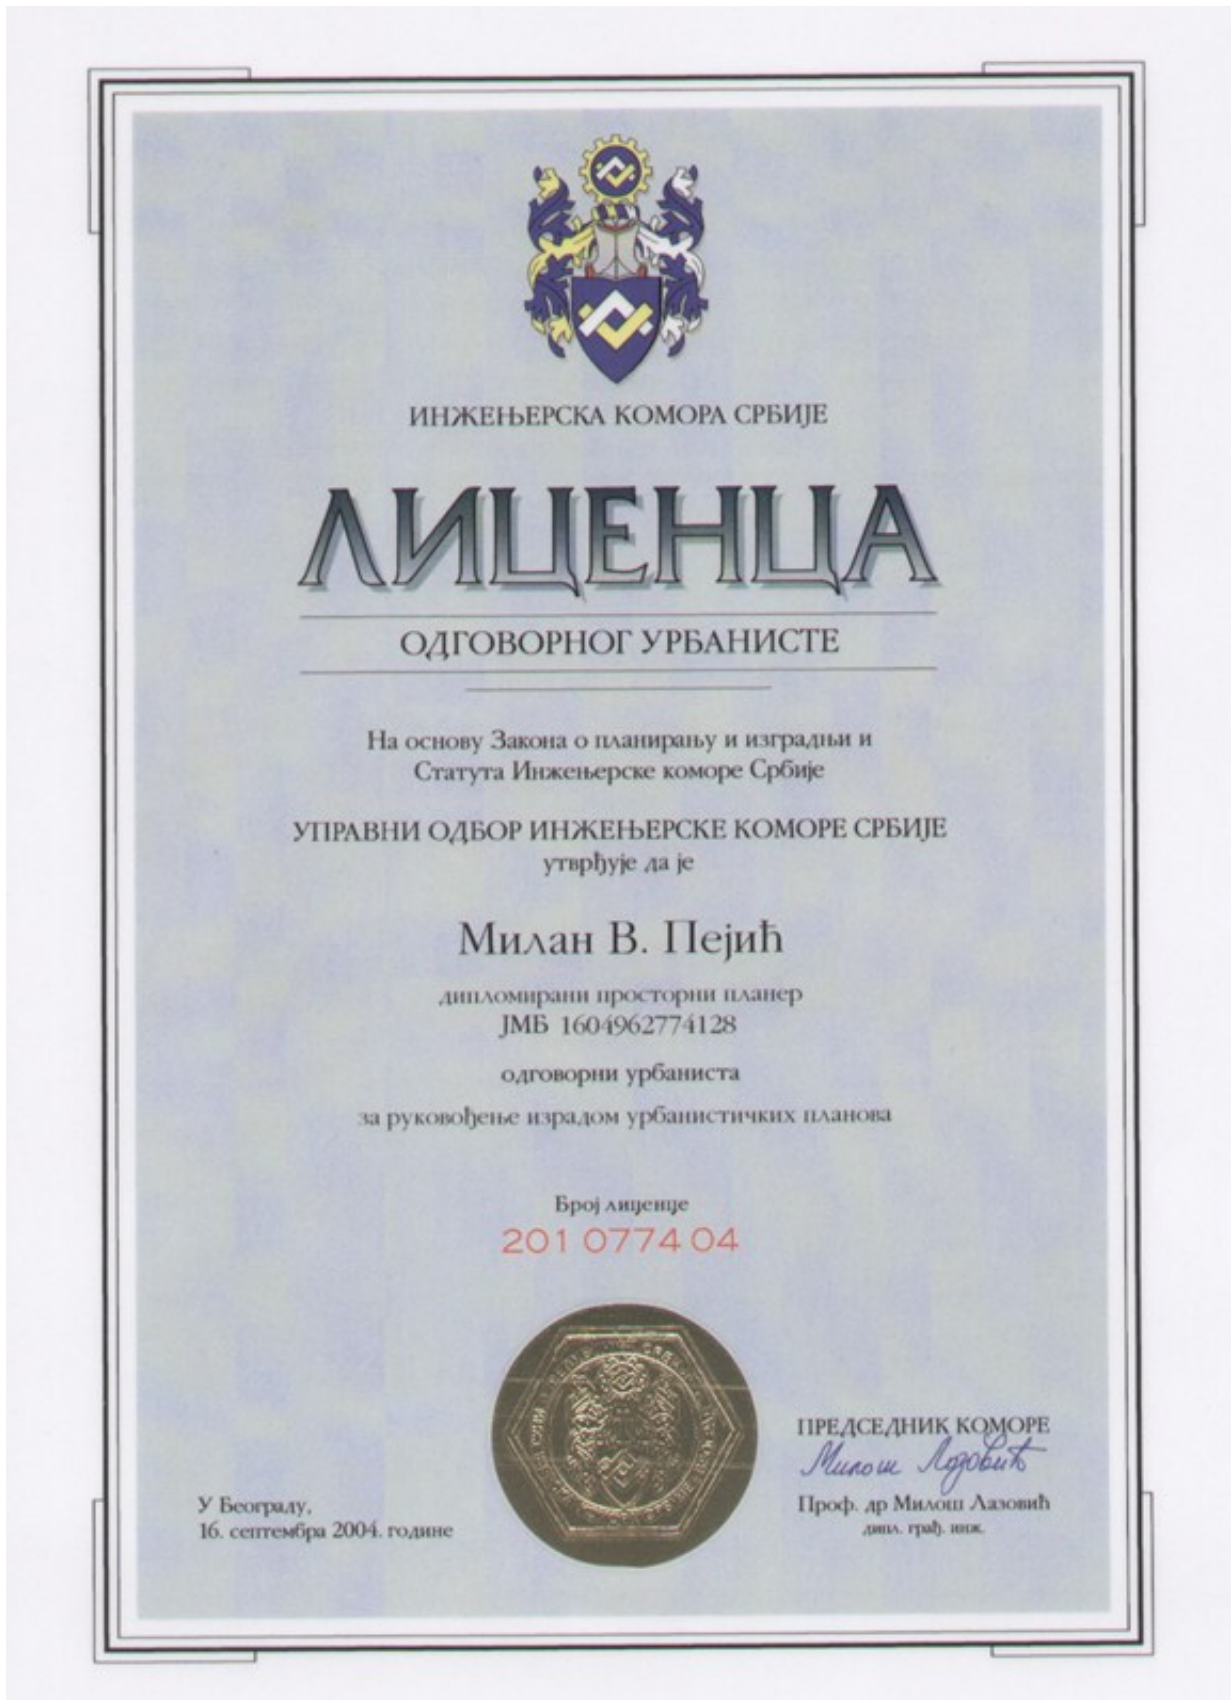 ИНЖЕЊЕРСКА КОМОРА СРБИЈЕ
ЛИЦЕНЦА
ОДГОВОРНОГ УРБАНИСТЕ
На основу Закона о планирању и изградњи и
Статута Инжењерске коморе Србије
УПРАВНИ ОДБОР ИНЖЕЊЕРСКЕ КОМОРЕ СРБИЈЕ
утврђује да је
Милан В. Пејић
дипломирани просторни планер
ЈМБ 1604962774128
одговорни урбаниста
за руковођење израдом урбанистичких планова
Број лиценце
201 0774 04
ПРЕДСЕДНИК КОМОРЕ
Милош Лазовић
Проф. др Милош Лазовић
дипл. грађ. инж.
У Београду,
16. септембра 2004. године